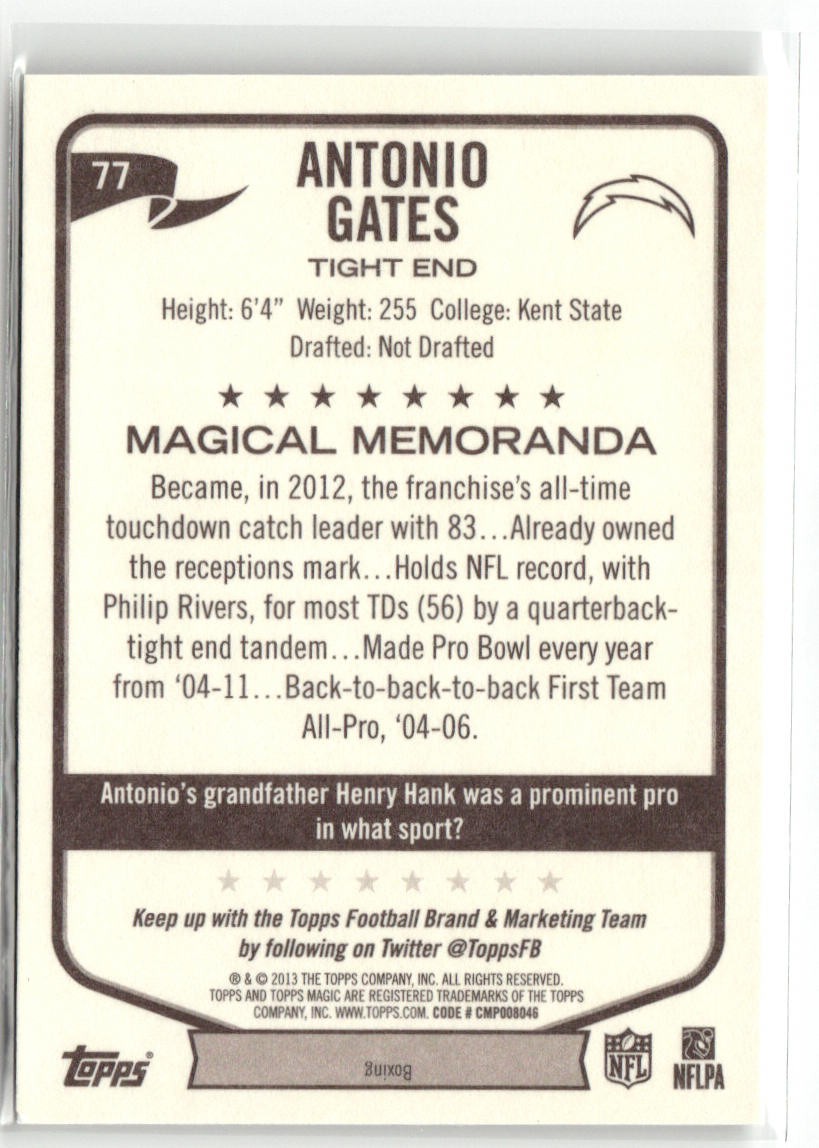 77
ANTONIO
GATES
TIGHT END
Height: 6'4” Weight: 255 College: Kent State
Drafted: Not Drafted
MAGICAL MEMORANDA
Became, in 2012, the franchise's all-time
touchdown catch leader with 83...Already owned
the receptions mark...Holds NFL record, with
Philip Rivers, for most TDs (56) by a quarterback-
tight end tandem...Made Pro Bowl every year
from ‘04-11...Back-to-back-to-back First Team
All-Pro, ‘04-06.
Antonio's grandfather Henry Hank was a prominent pro
in what sport?
Keep up with the Topps Football Brand & Marketing Team
by following on Twitter @ToppsFB
® & © 2013 THE TOPPS COMPANY, INC. ALL RIGHTS RESERVED.
TOPPS AND TOPPS MAGIC ARE REGISTERED TRADEMARKS OF THE TOPPS
COMPANY, INC. WWW.TOPPS.COM. CODE # CMP008046
Topps®
Boxing
NFL
NFLPA